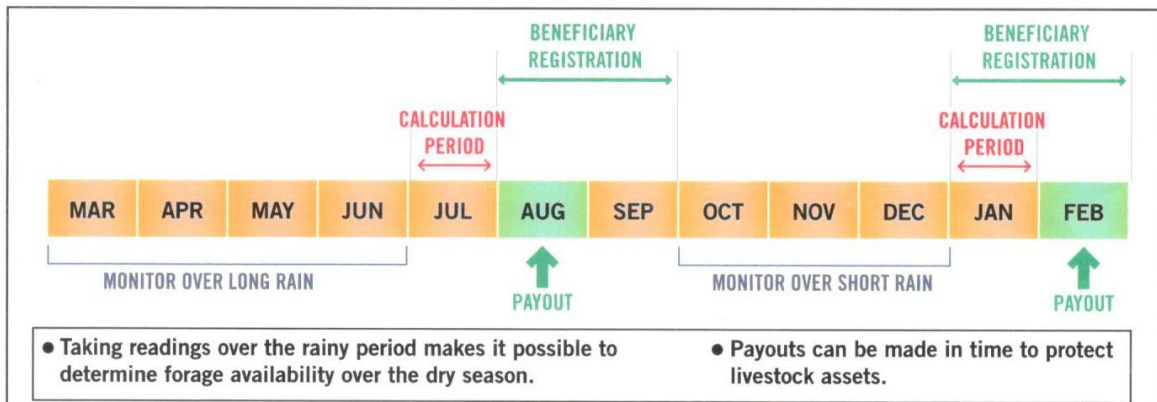 BENEFICIARY
REGISTRATION
BENEFICIARY
REGISTRATION
CALCULATION
PERIOD
CALCULATION
PERIOD
MAR APR MAY JUN JUL AUG SEP OCT NOV DEC JAN FEB
MONITOR OVER LONG RAIN
PAYOUT
MONITOR OVER SHORT RAIN
PAYOUT
● Taking readings over the rainy period makes it possible to
determine forage availability over the dry season.
● Payouts can be made in time to protect
livestock assets.